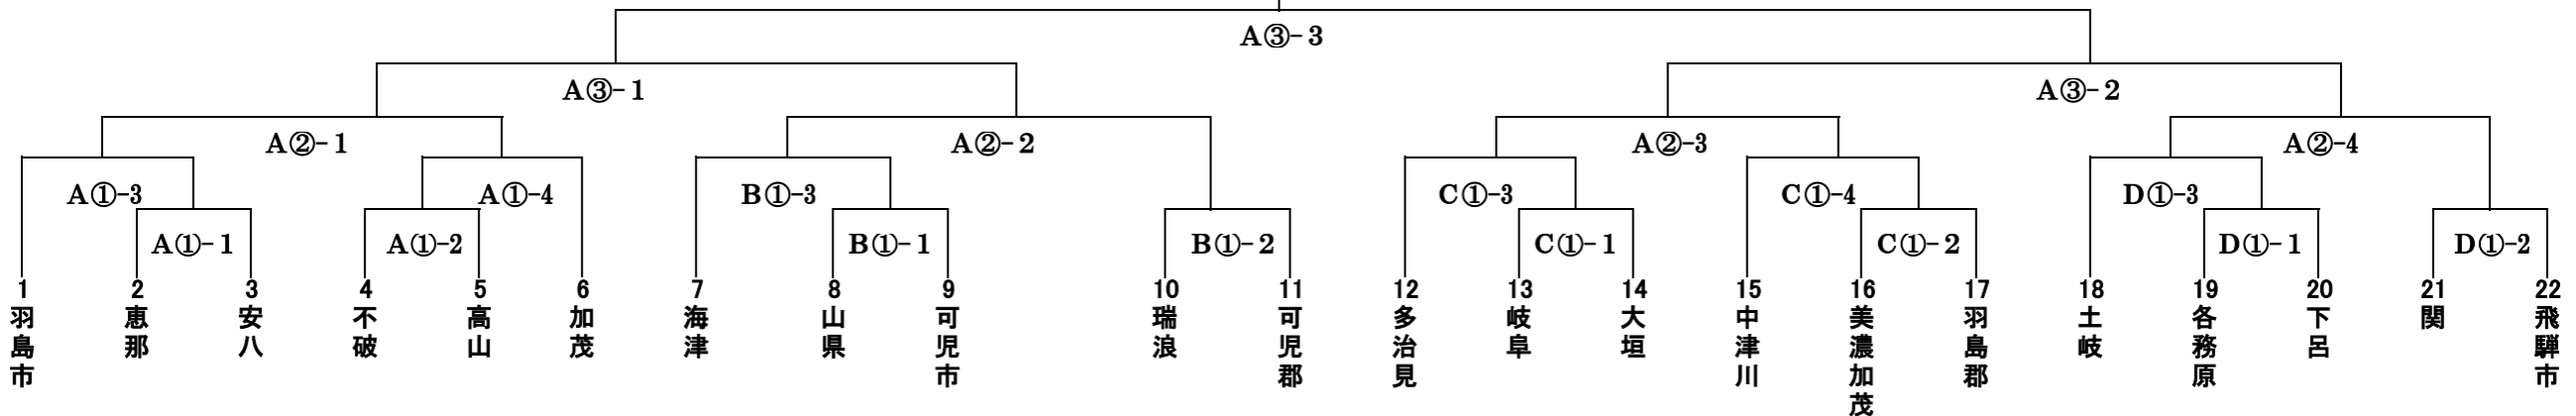 A③-3
A③-1
A③-2
A②-1
A②-2
A②-3
A②-4
A①-3
A①-4
B①-3
C①-3
C①-4
D①-3
A①-1
A①-2
B①-1
B①-2
C①-1
C①-2
D①-1
D①-2
1 羽島市
2 恵那
3 安八
4 不破
5 高山
6 加茂
7 海津
8 山県
9 可児市
10 瑞浪
11 可児郡
12 多治見
13 岐阜
14 大垣
15 中津川
16 美濃加茂
17 羽島郡
18 土岐
19 各務原
20 下呂
21 関
22 飛騨市